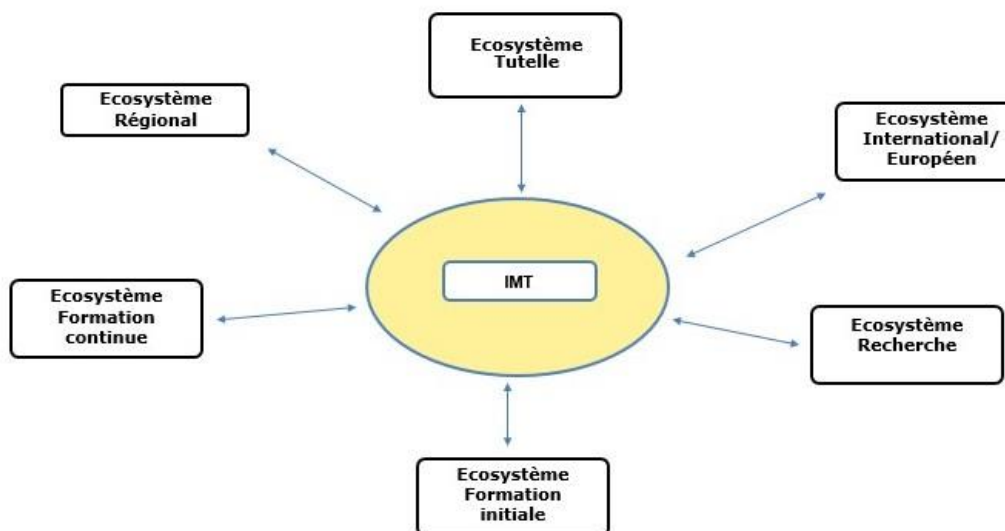 Ecosystème
Tutelle
Ecosystème
Régional
Ecosystème
International/
Européen
IMT
Ecosystème
Formation
continue
Ecosystème
Recherche
Ecosystème
Formation
initiale